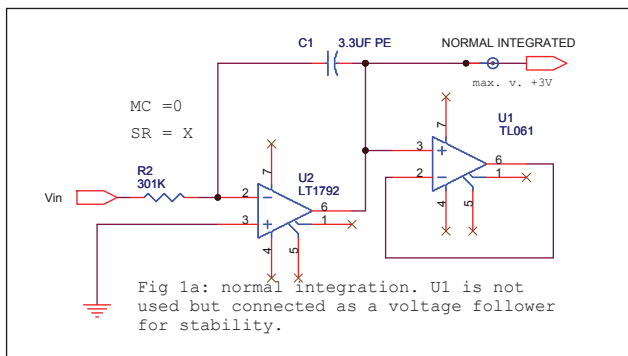 C1 3.3UF PE
NORMAL INTEGRATED
max. v. +3V
MC =0
SR = X
U1
TL061
7
3
+
6
2
−
1
4
5
R2
301K
Vin
U2
LT1792
7
2
−
6
3
+
1
4
5
Fig 1a: normal integration. U1 is not
used but connected as a voltage follower
for stability.